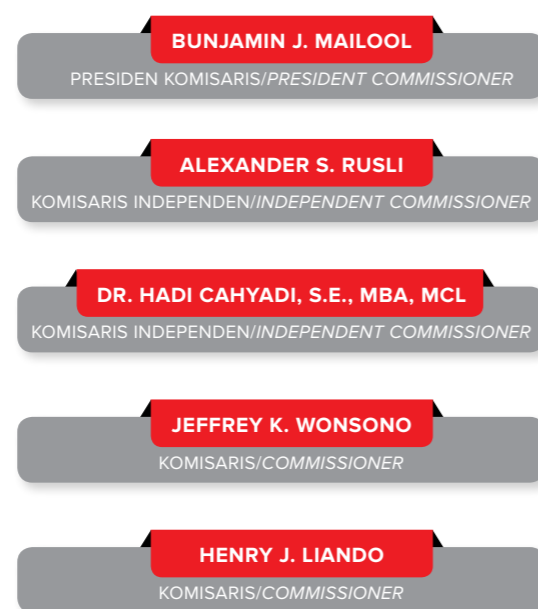 BUNJAMIN J. MAILOOL
PRESIDEN KOMISARIS/PRESIDENT COMMISSIONER
ALEXANDER S. RUSLI
KOMISARIS INDEPENDEN/INDEPENDENT COMMISSIONER
DR. HADI CAHYADI, S.E., MBA, MCL
KOMISARIS INDEPENDEN/INDEPENDENT COMMISSIONER
JEFFREY K. WONSONO
KOMISARIS/COMMISSIONER
HENRY J. LIANDO
KOMISARIS/COMMISSIONER